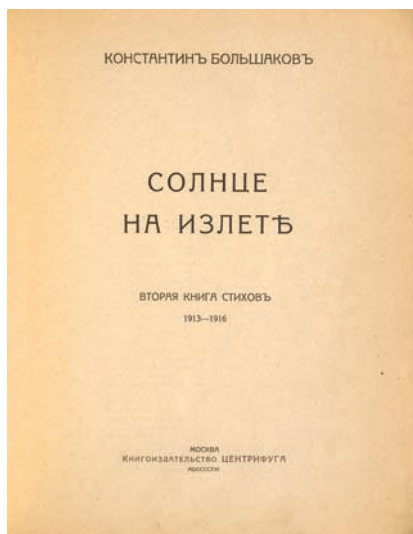 КОНСТАНТИНЪ БОЛЬШАКОВЪ
СОЛНЦЕ
НА ИЗЛЕТѢ
ВТОРАЯ КНИГА СТИХОВЪ
1913—1916
МОСКВА
КНИГОИЗДАТЕЛЬСТВО ЦЕНТРИФУГА